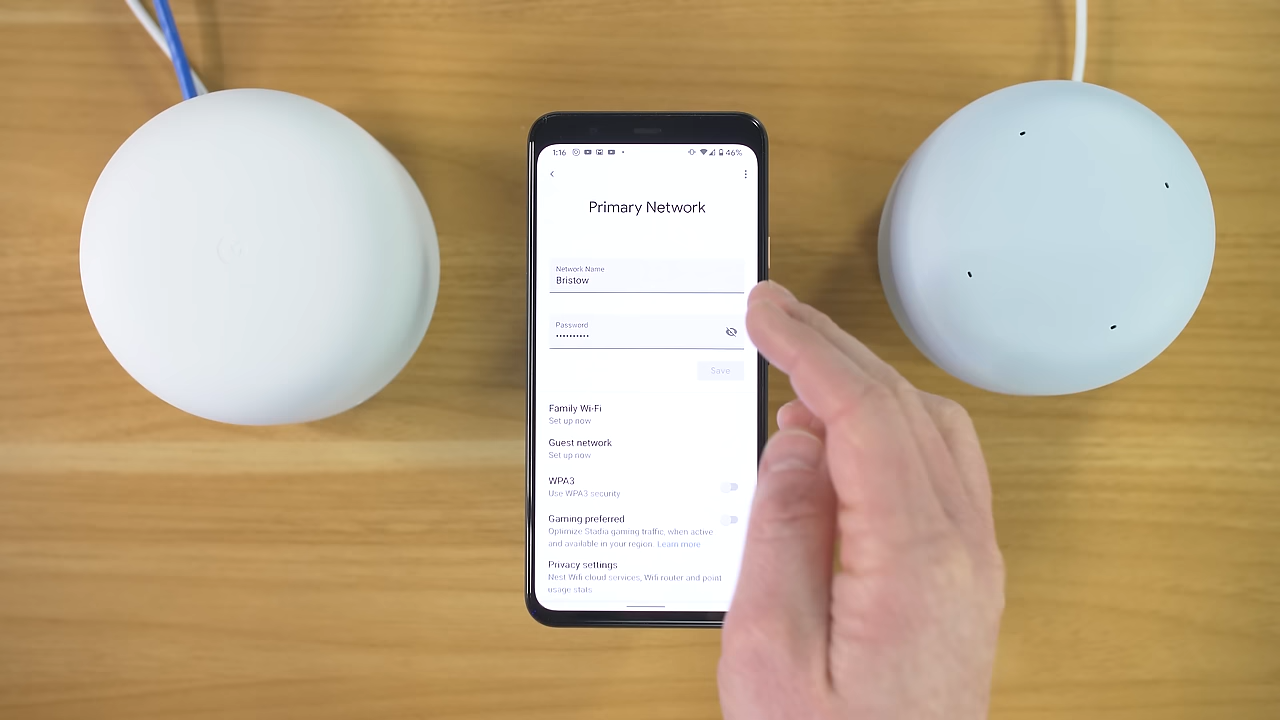 1:16
46%
Primary Network
Network Name
Bristow
Password
••••••••••
Save
Family Wi-Fi
Set up now
Guest network
Set up now
WPA3
Use WPA3 security
Gaming preferred
Optimize Stadia gaming traffic, when active
and available in your region. Learn more
Privacy settings
Nest Wifi cloud services, Wifi router and point
usage stats